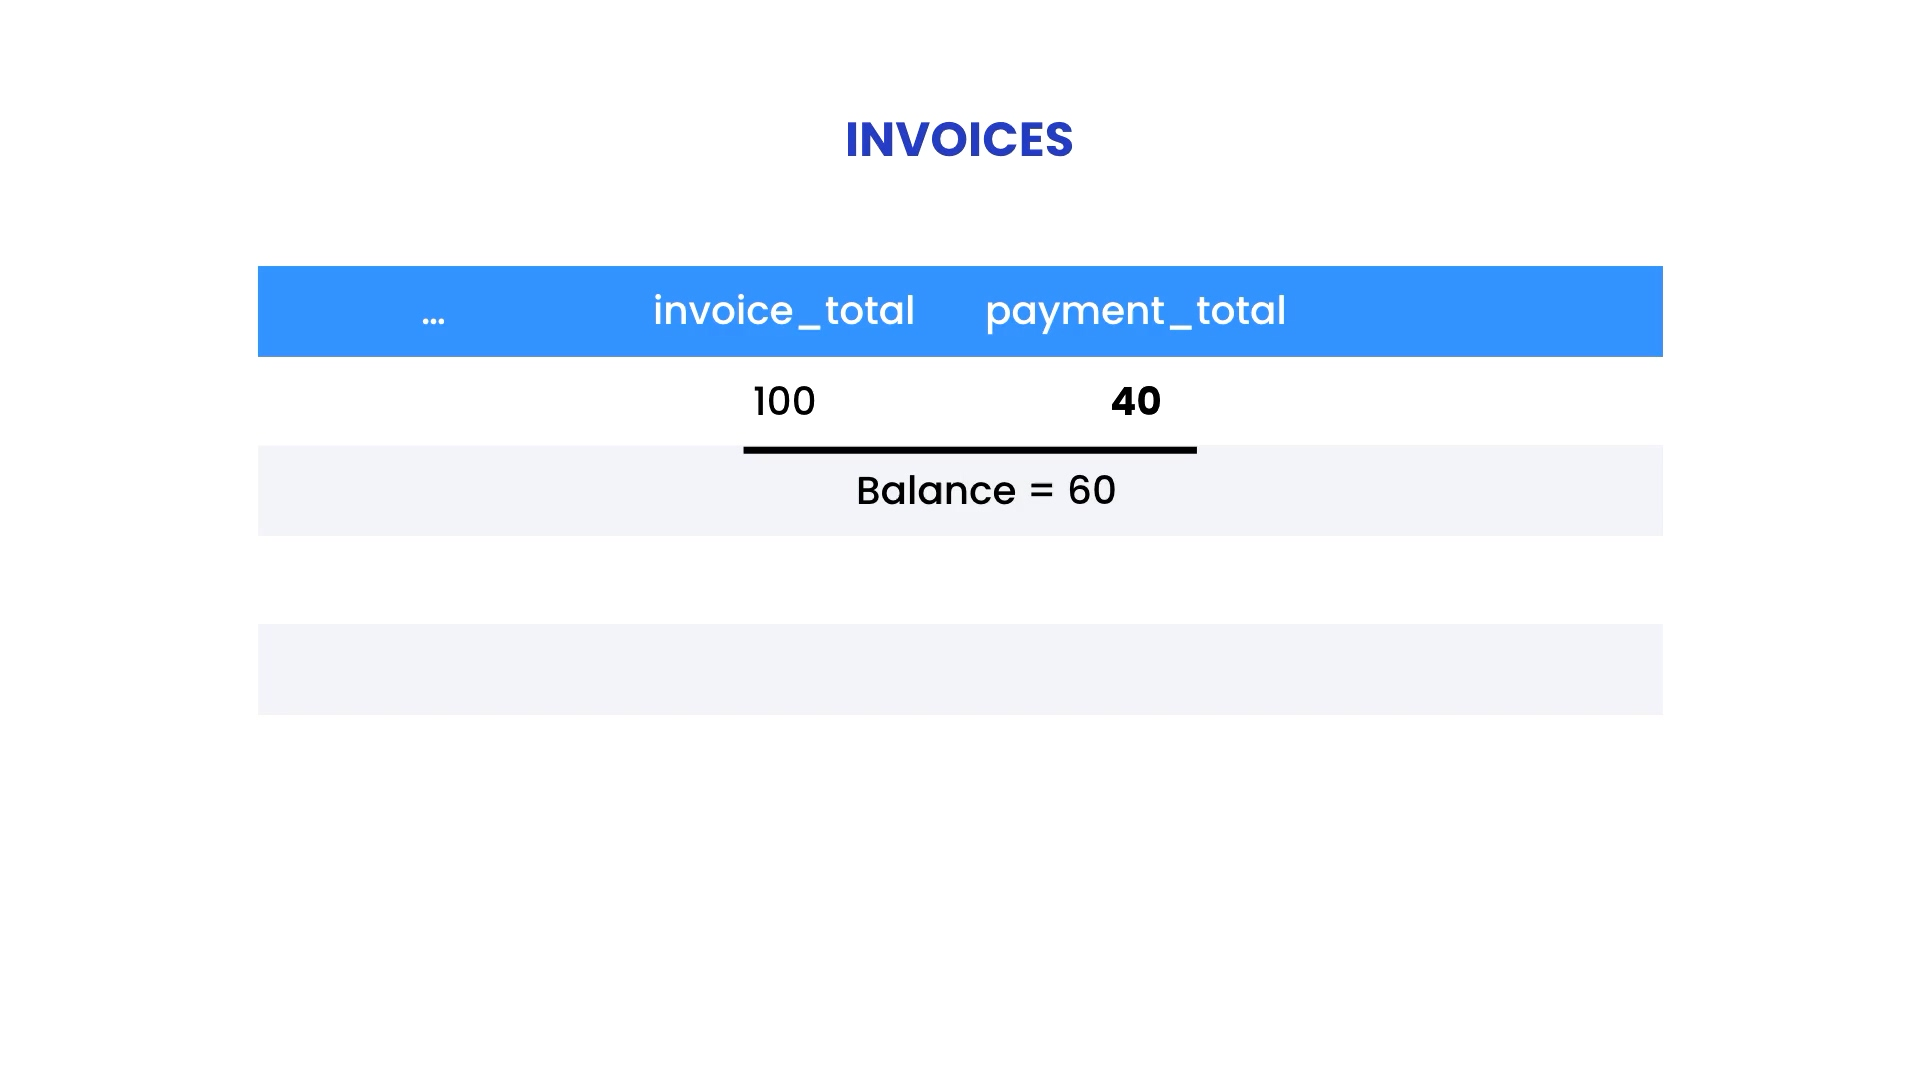 INVOICES
... invoice_total payment_total
100 40
Balance = 60